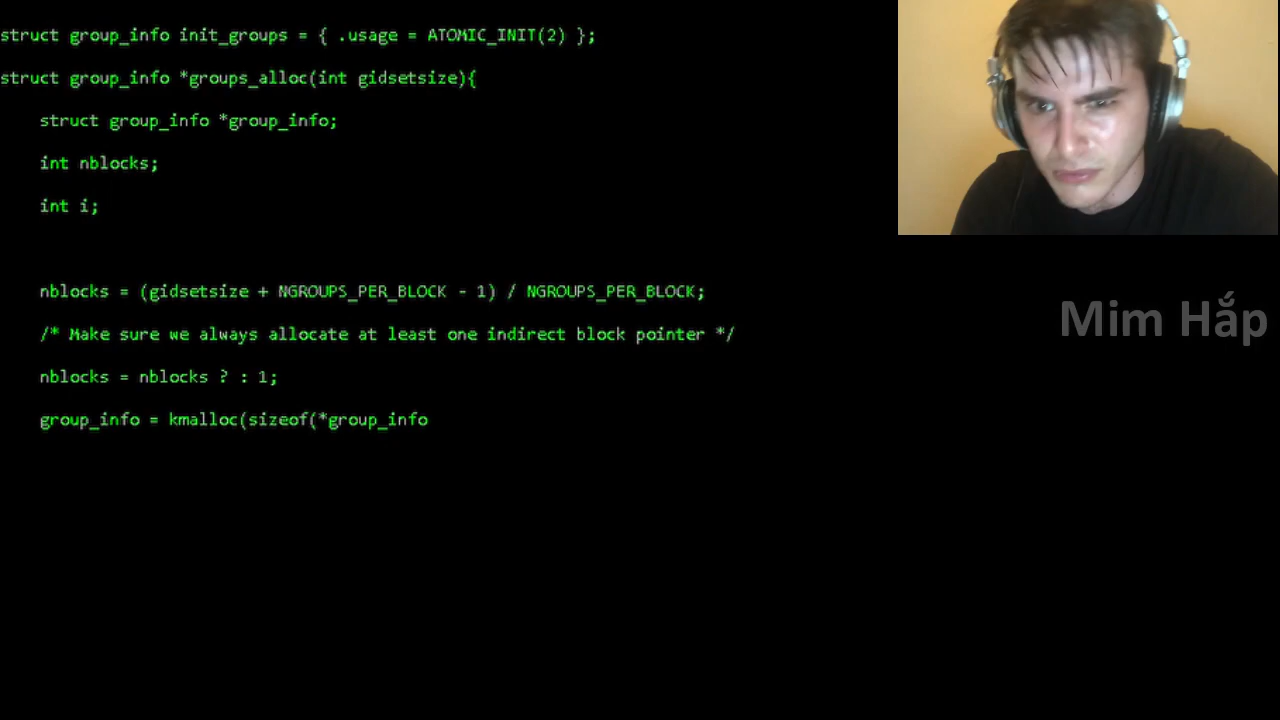 struct group_info init_groups = { .usage = ATOMIC_INIT(2) };
struct group_info *groups_alloc(int gidsetsize){
struct group_info *group_info;
int nblocks;
int i;
nblocks = (gidsetsize + NGROUPS_PER_BLOCK - 1) / NGROUPS_PER_BLOCK;
/* Make sure we always allocate at least one indirect block pointer */
nblocks = nblocks ? : 1;
group_info = kmalloc(sizeof(*group_info
Mim Hắp